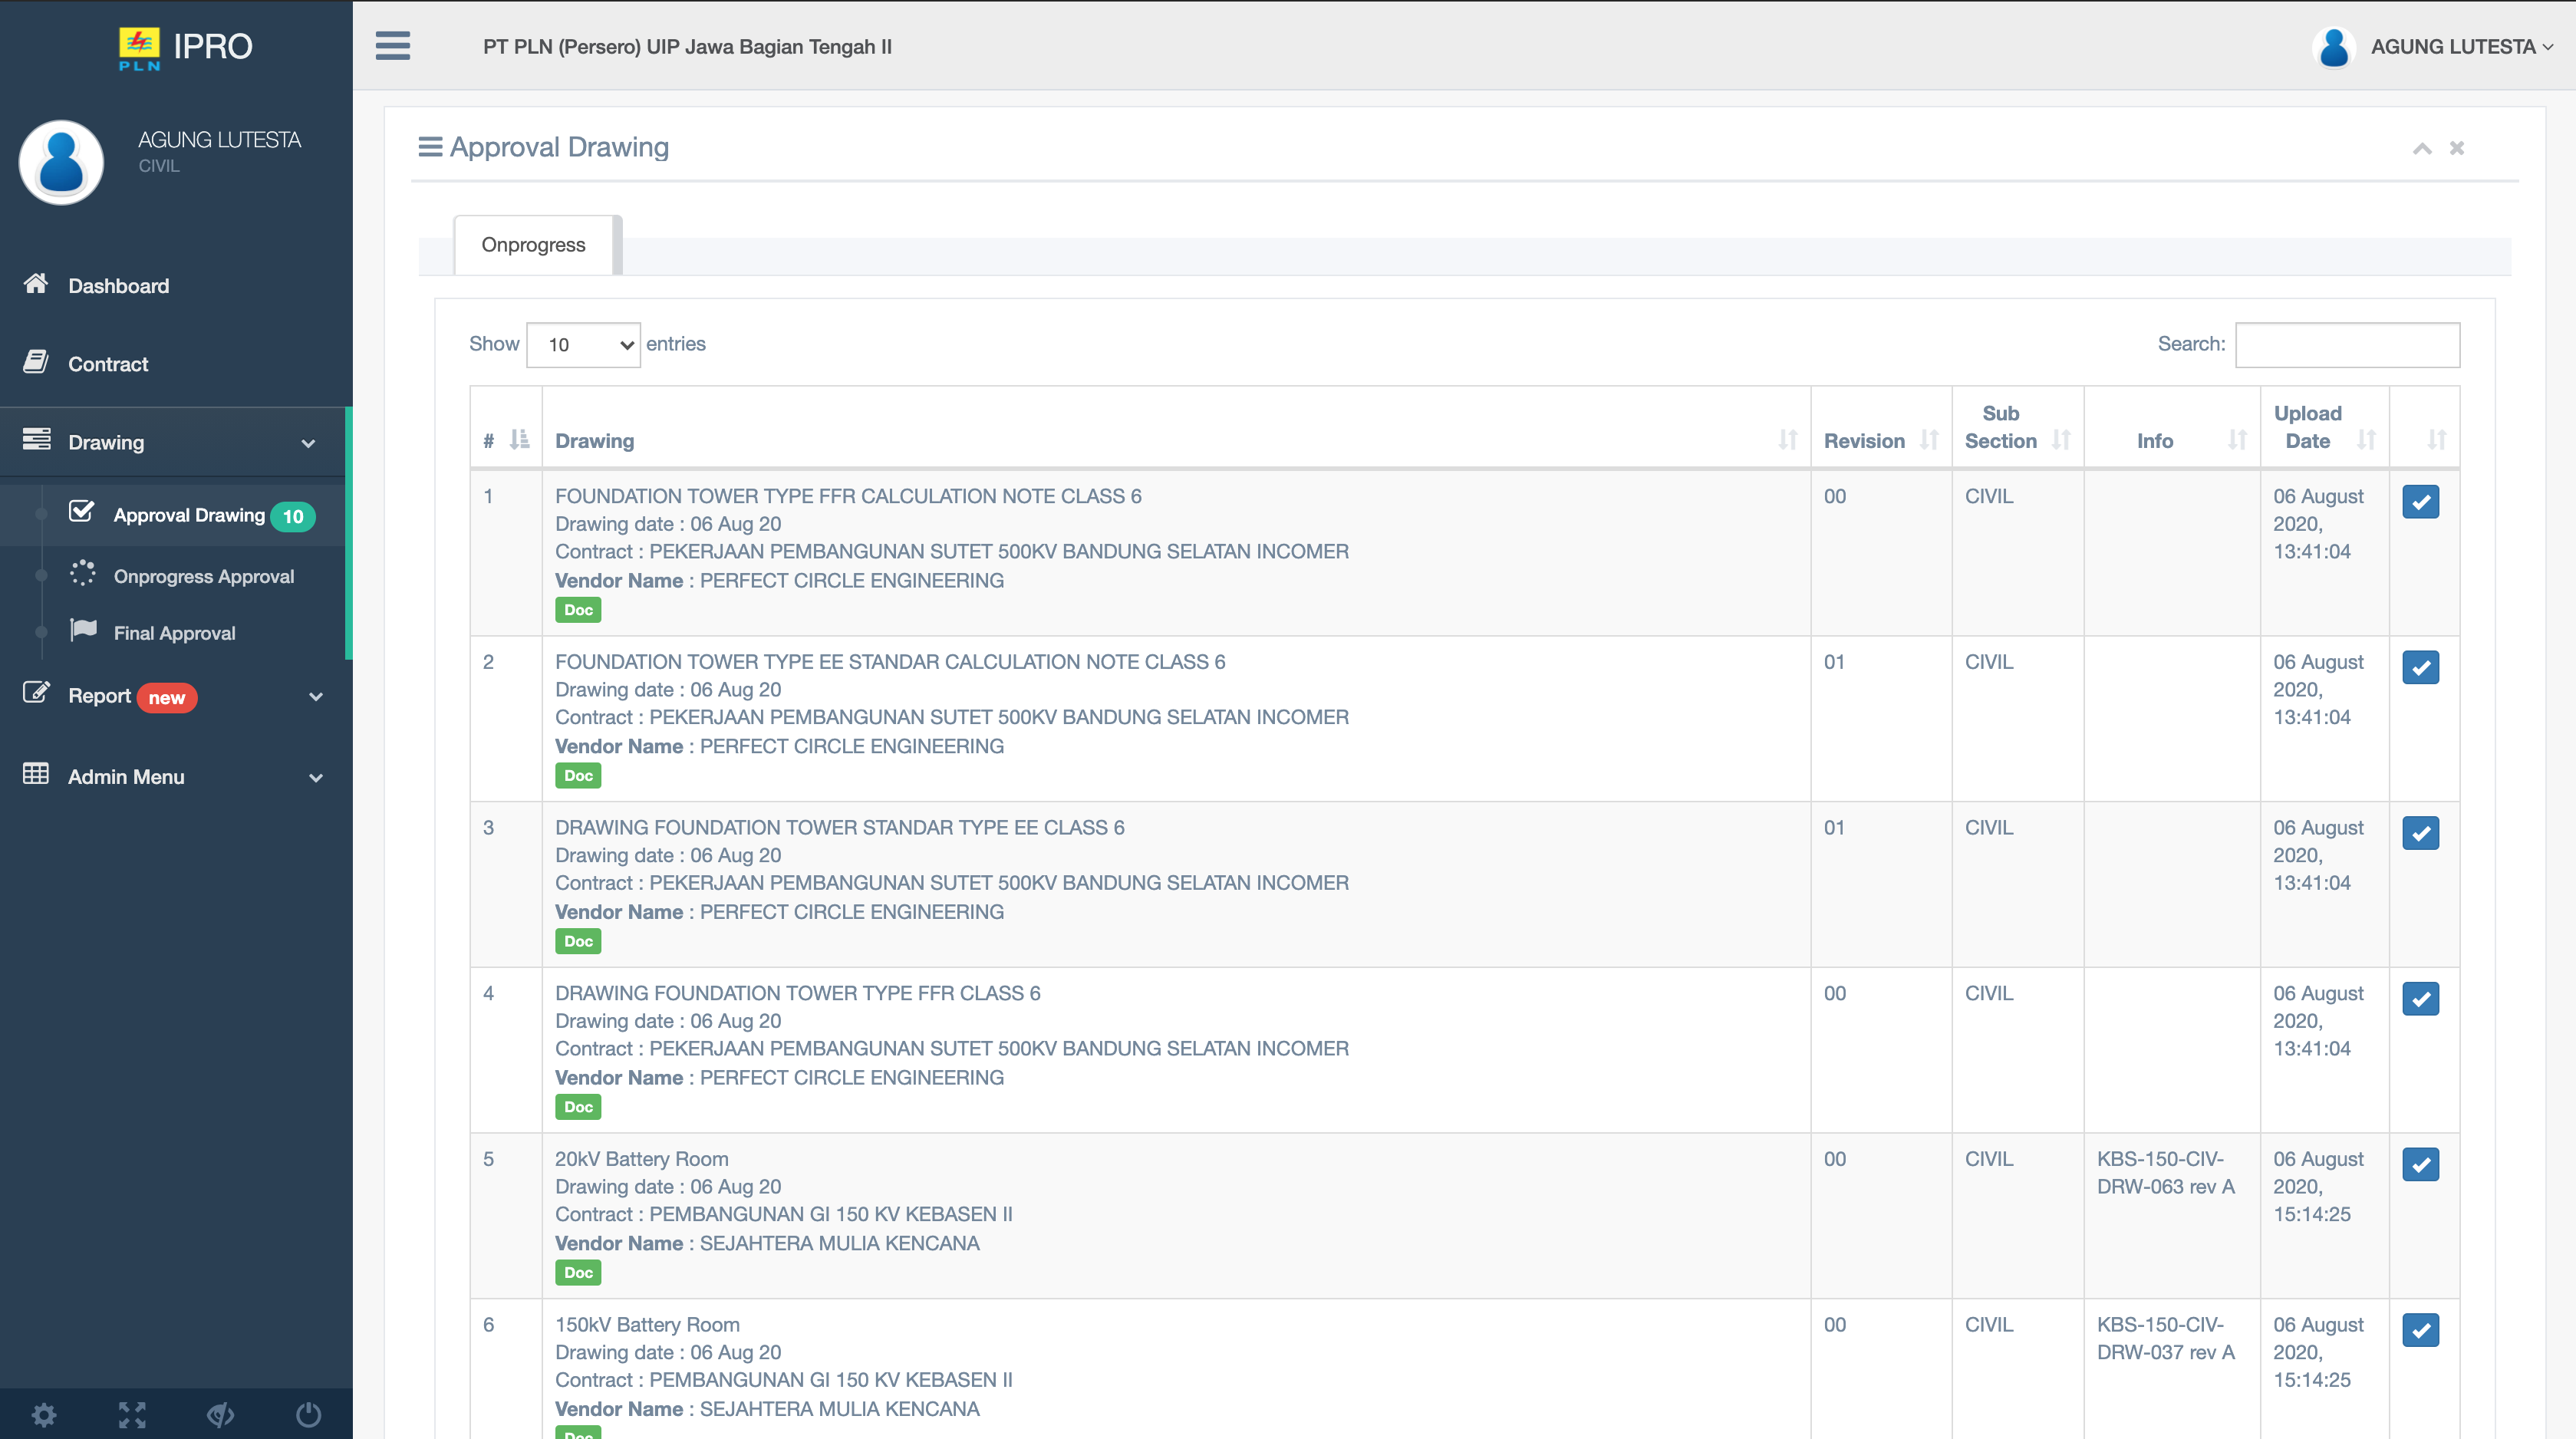 PLN
IPRO
PT PLN (Persero) UIP Jawa Bagian Tengah II
AGUNG LUTESTA
AGUNG LUTESTA
CIVIL
Dashboard
Contract
Drawing
Approval Drawing 10
Onprogress Approval
Final Approval
Report new
Admin Menu
Approval Drawing
Onprogress
Show 10 entries
Search:
# Drawing Revision Sub Section Info Upload Date
1
FOUNDATION TOWER TYPE FFR CALCULATION NOTE CLASS 6
Drawing date : 06 Aug 20
Contract : PEKERJAAN PEMBANGUNAN SUTET 500KV BANDUNG SELATAN INCOMER
Vendor Name : PERFECT CIRCLE ENGINEERING
Doc
00
CIVIL
06 August
2020,
13:41:04
2
FOUNDATION TOWER TYPE EE STANDAR CALCULATION NOTE CLASS 6
Drawing date : 06 Aug 20
Contract : PEKERJAAN PEMBANGUNAN SUTET 500KV BANDUNG SELATAN INCOMER
Vendor Name : PERFECT CIRCLE ENGINEERING
Doc
01
CIVIL
06 August
2020,
13:41:04
3
DRAWING FOUNDATION TOWER STANDAR TYPE EE CLASS 6
Drawing date : 06 Aug 20
Contract : PEKERJAAN PEMBANGUNAN SUTET 500KV BANDUNG SELATAN INCOMER
Vendor Name : PERFECT CIRCLE ENGINEERING
Doc
01
CIVIL
06 August
2020,
13:41:04
4
DRAWING FOUNDATION TOWER TYPE FFR CLASS 6
Drawing date : 06 Aug 20
Contract : PEKERJAAN PEMBANGUNAN SUTET 500KV BANDUNG SELATAN INCOMER
Vendor Name : PERFECT CIRCLE ENGINEERING
Doc
00
CIVIL
06 August
2020,
13:41:04
5
20kV Battery Room
Drawing date : 06 Aug 20
Contract : PEMBANGUNAN GI 150 KV KEBASEN II
Vendor Name : SEJAHTERA MULIA KENCANA
Doc
00
CIVIL
KBS-150-CIV-
DRW-063 rev A
06 August
2020,
15:14:25
6
150kV Battery Room
Drawing date : 06 Aug 20
Contract : PEMBANGUNAN GI 150 KV KEBASEN II
Vendor Name : SEJAHTERA MULIA KENCANA
Doc
00
CIVIL
KBS-150-CIV-
DRW-037 rev A
06 August
2020,
15:14:25